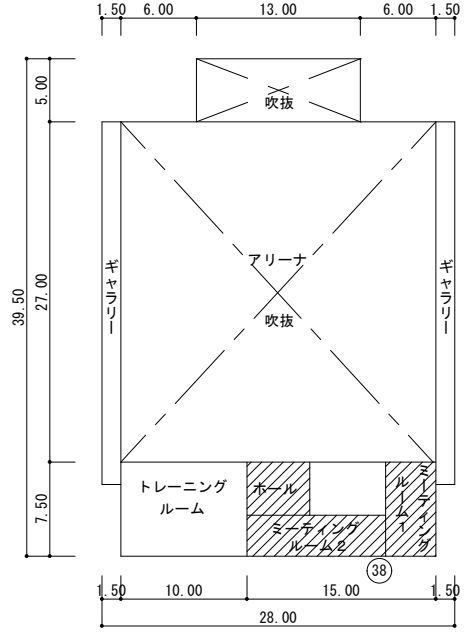 1.50 6.00 13.00 6.00 1.50
5.00
吹抜
27.00
39.50
ギャラリー
アリーナ
吹抜
ギャラリー
7.50
トレーニング
ルーム
ホール
ミーティング
ルーム1
ミーティング
ルーム2
38
1.50 10.00 15.00 1.50
28.00